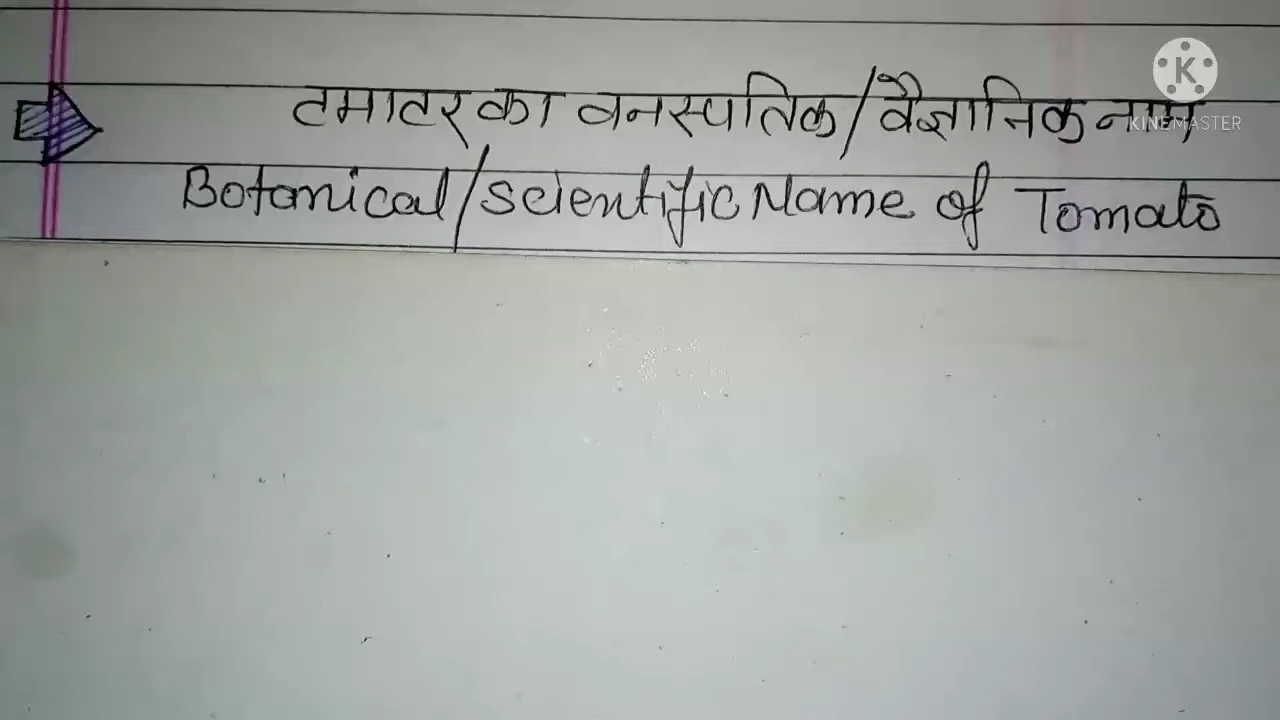 टमाटर का वनस्पतिक/वैज्ञानिक नाम
Botanical/scientific Name of Tomato
KINEMASTER